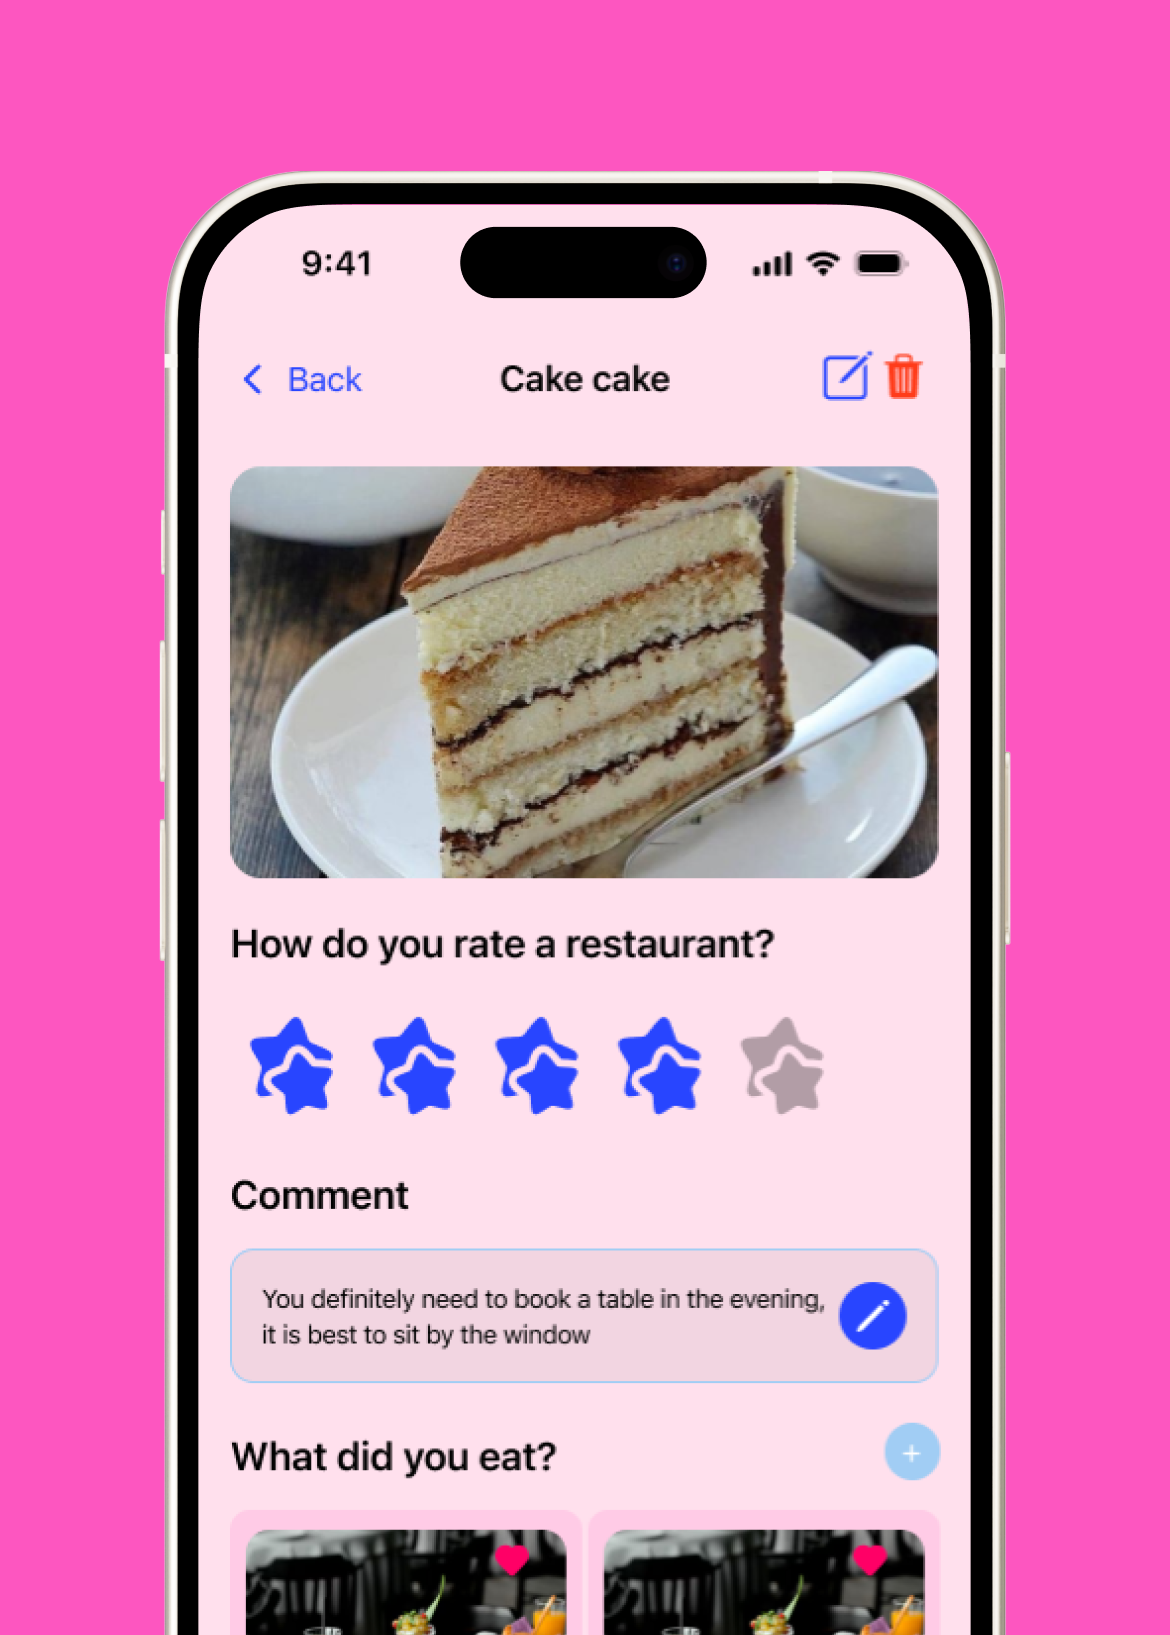 9:41
Back
Cake cake
How do you rate a restaurant?
Comment
You definitely need to book a table in the evening,
it is best to sit by the window
What did you eat?
+